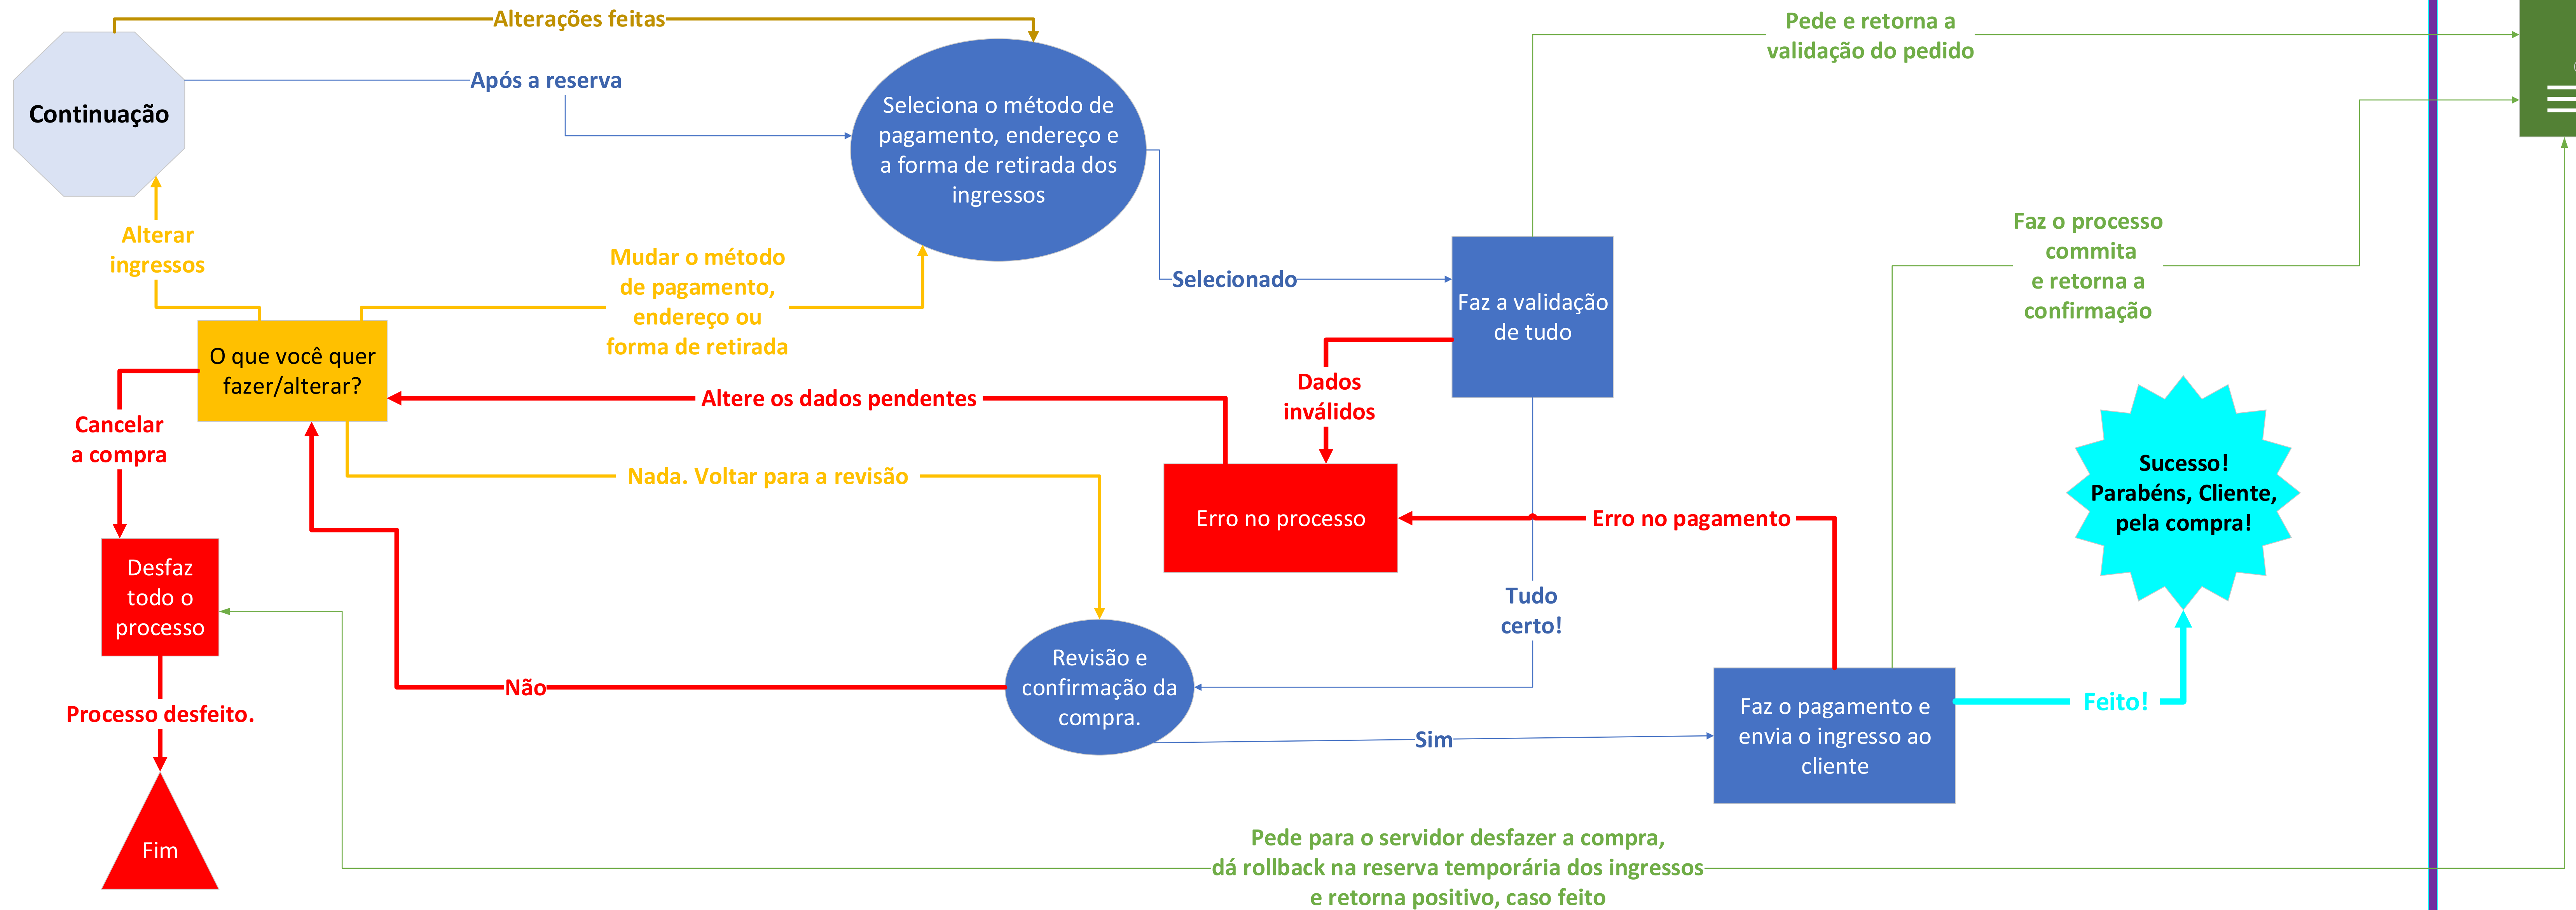 Alterações feitas
Pede e retorna a
validação do pedido
Após a reserva
Continuação
Seleciona o método de
pagamento, endereço e
a forma de retirada dos
ingressos
Alterar
ingressos
Mudar o método
de pagamento,
endereço ou
forma de retirada
Selecionado
Faz a validação
de tudo
Faz o processo
commita
e retorna a
confirmação
O que você quer
fazer/alterar?
Altere os dados pendentes
Dados
inválidos
Cancelar
a compra
Nada. Voltar para a revisão
Erro no processo
Erro no pagamento
Sucesso!
Parabéns, Cliente,
pela compra!
Desfaz
todo o
processo
Tudo
certo!
Revisão e
confirmação da
compra.
Não
Processo desfeito.
Sim
Faz o pagamento e
envia o ingresso ao
cliente
Feito!
Fim
Pede para o servidor desfazer a compra,
dá rollback na reserva temporária dos ingressos
e retorna positivo, caso feito